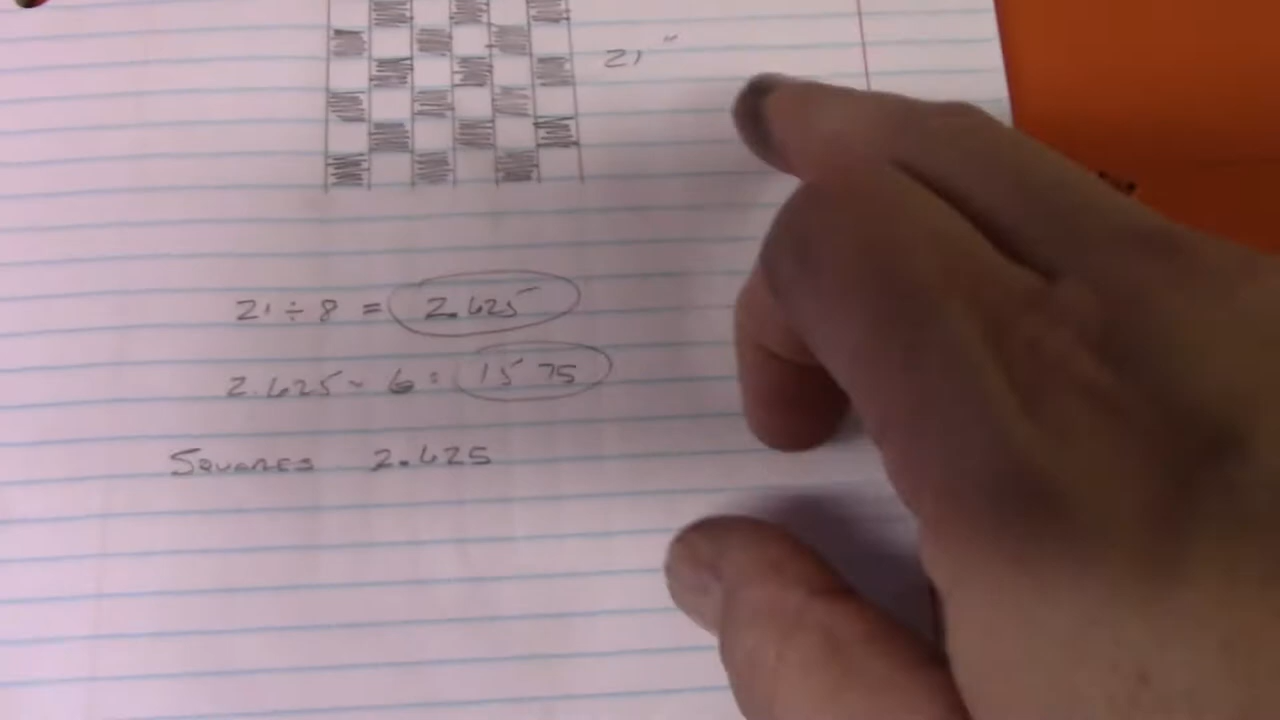 21"
21 ÷ 8 = 2.625
2.625 × 6 = 15.75
Squares 2.625